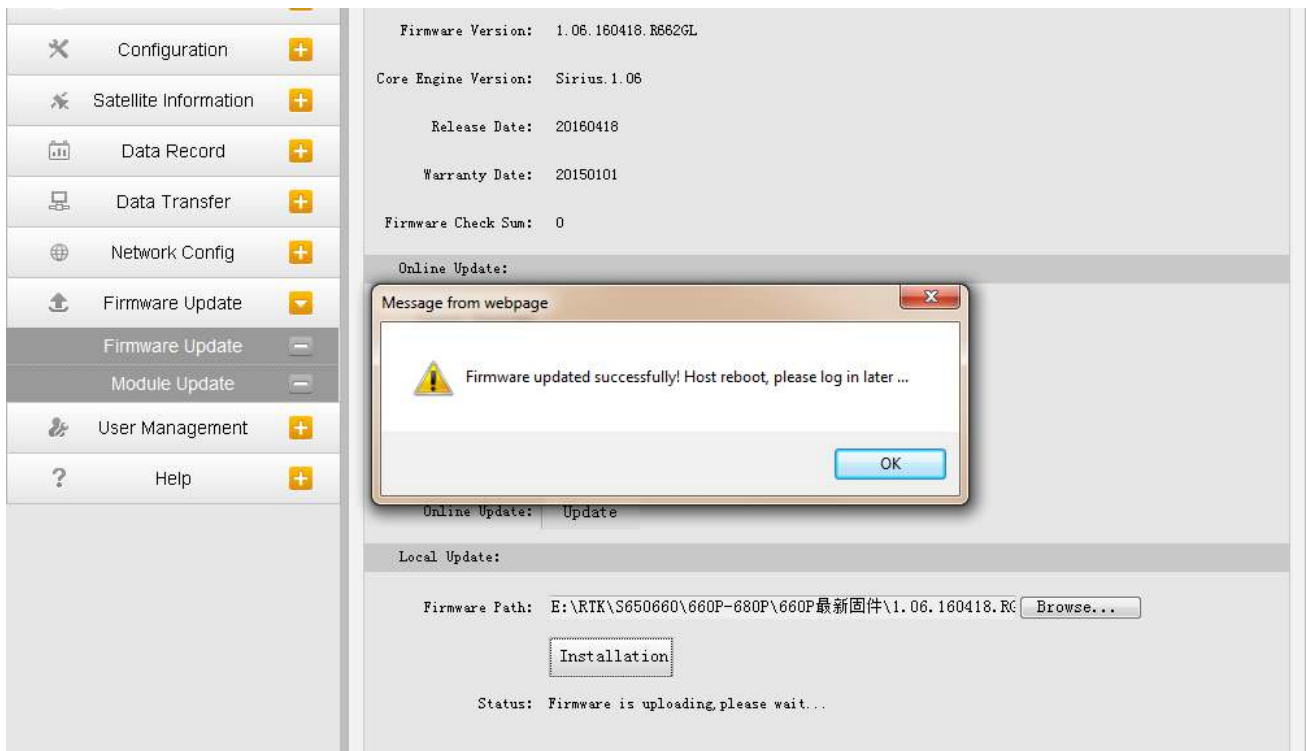 Configuration
Satellite Information
Data Record
Data Transfer
Network Config
Firmware Update
Firmware Update
Module Update
User Management
? Help
Firmware Version: 1.06.160418.R662GL
Core Engine Version: Sirius.1.06
Release Date: 20160418
Warranty Date: 20150101
Firmware Check Sum: 0
Online Update:
Message from webpage
Firmware updated successfully! Host reboot, please log in later ...
OK
Online Update: Update
Local Update:
Firmware Path: E:\RTK\S650660\660P-680P\660P最新固件\1.06.160418.RG Browse...
Installation
Status: Firmware is uploading,please wait...